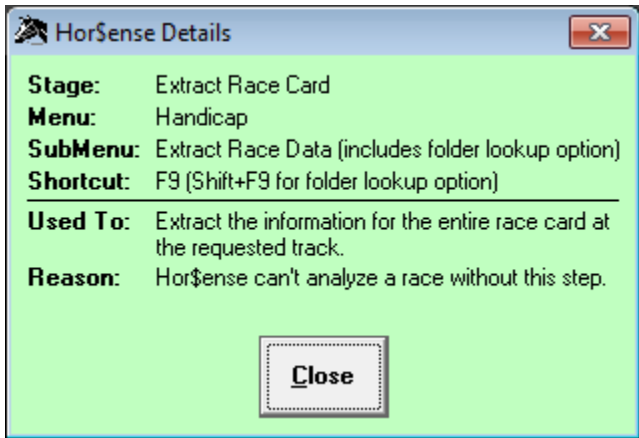 Hor$ense Details
Stage: Extract Race Card
Menu: Handicap
SubMenu: Extract Race Data (includes folder lookup option)
Shortcut: F9 (Shift+F9 for folder lookup option)
Used To: Extract the information for the entire race card at
the requested track.
Reason: Hor$ense can't analyze a race without this step.
Close